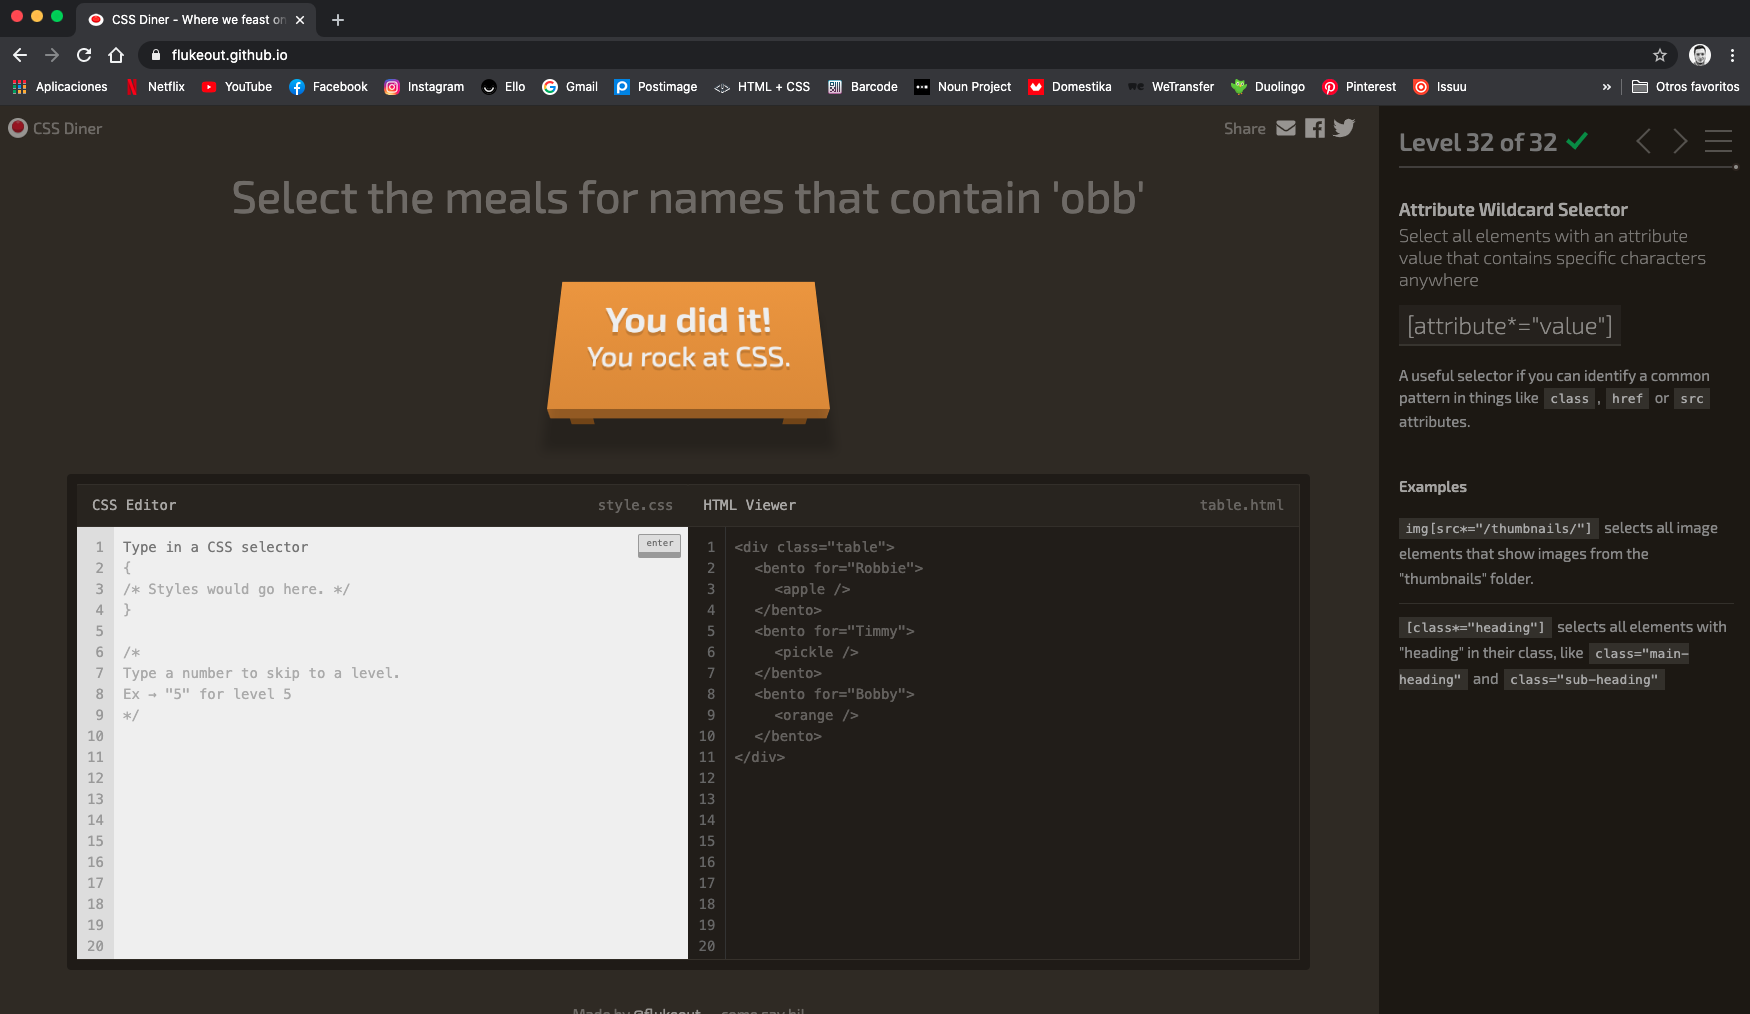 CSS Diner - Where we feast on
flukeout.github.io
Aplicaciones Netflix YouTube Facebook Instagram Ello Gmail Postimage HTML + CSS Barcode Noun Project Domestika WeTransfer Duolingo Pinterest Issuu » Otros favoritos
CSS Diner
Share
Select the meals for names that contain 'obb'
You did it!
You rock at CSS.
CSS Editor style.css
1 Type in a CSS selector
enter
2 {
3 /* Styles would go here. */
4 }
5
6 /*
7 Type a number to skip to a level.
8 Ex → "5" for level 5
9 */
10
11
12
13
14
15
16
17
18
19
20
HTML Viewer table.html
1 <div class="table">
2 <bento for="Robbie">
3 <apple />
4 </bento>
5 <bento for="Timmy">
6 <pickle />
7 </bento>
8 <bento for="Bobby">
9 <orange />
10 </bento>
11 </div>
12
13
14
15
16
17
18
19
20
Level 32 of 32
Attribute Wildcard Selector
Select all elements with an attribute
value that contains specific characters
anywhere
[attribute*="value"]
A useful selector if you can identify a common
pattern in things like class , href or src
attributes.
Examples
img[src*="/thumbnails/"] selects all image
elements that show images from the
"thumbnails" folder.
[class*="heading"] selects all elements with
"heading" in their class, like class="main-
heading" and class="sub-heading"
Made by @flukeout